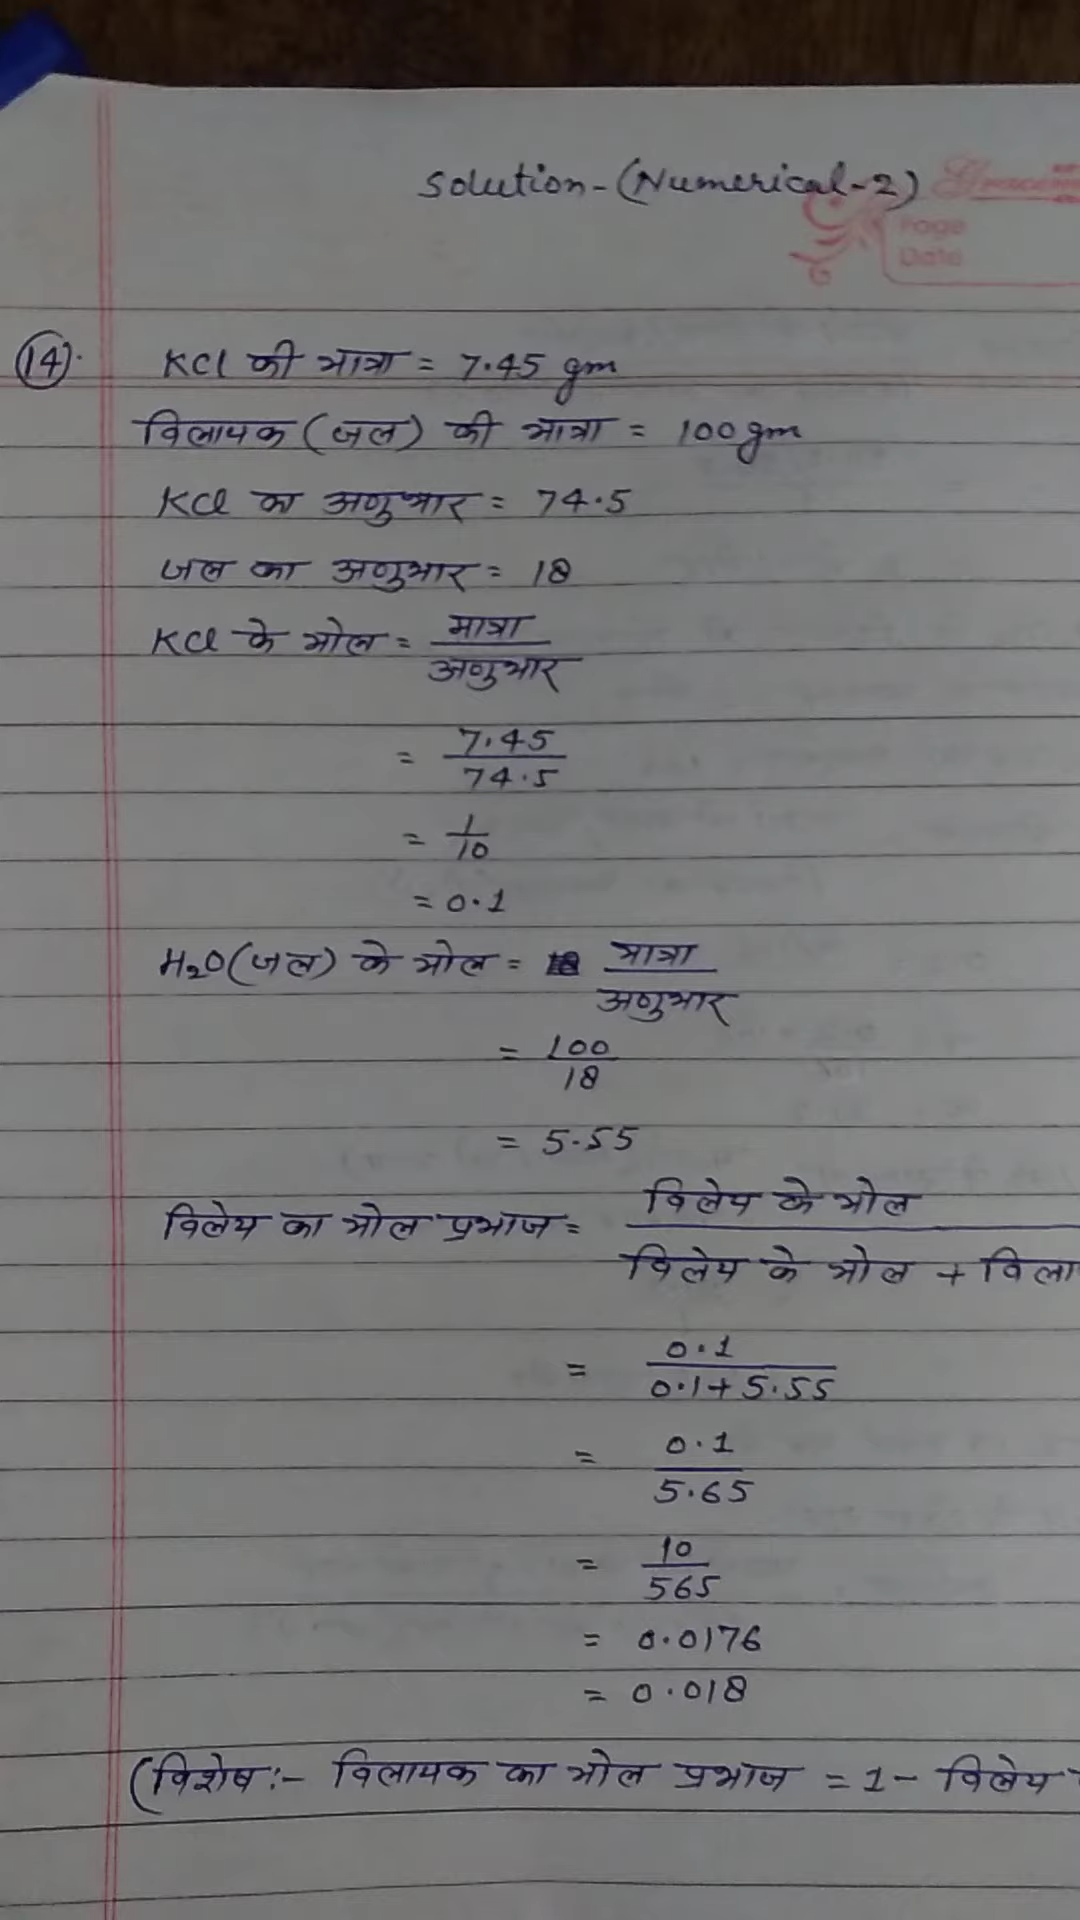 Solution-(Numerical-2)
Page
Date
(14). KCl की मात्रा = 7.45 gm
विलायक (जल) की मात्रा = 100 gm
KCl का अणुभार = 74.5
जल का अणुभार = 18
KCl के मोल = मात्रा / अणुभार
= 7.45 / 74.5
= 1/10
= 0.1
H₂O (जल) के मोल = मात्रा / अणुभार
= 100 / 18
= 5.55
विलेय का मोल प्रभाज = विलेय के मोल / विलेय के मोल + विला
= 0.1 / 0.1+5.55
= 0.1 / 5.65
= 10 / 565
= 0.0176
= 0.018
(विशेष:- विलायक का मोल प्रभाज = 1 - विलेय